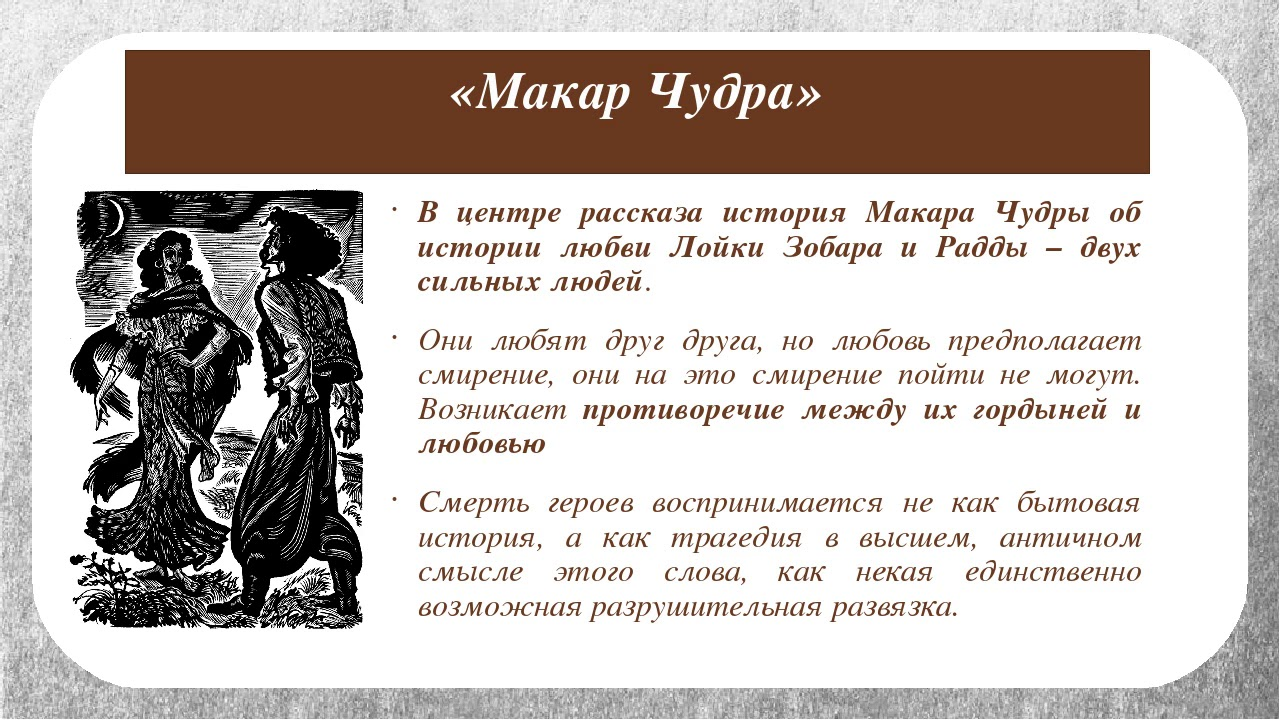 «Макар Чудра»
· В центре рассказа история Макара Чудры об
истории любви Лойки Зобара и Радды – двух
сильных людей.
· Они любят друг друга, но любовь предполагает
смирение, они на это смирение пойти не могут.
Возникает противоречие между их гордыней и
любовью
· Смерть героев воспринимается не как бытовая
история, а как трагедия в высшем, античном
смысле этого слова, как некая единственно
возможная разрушительная развязка.